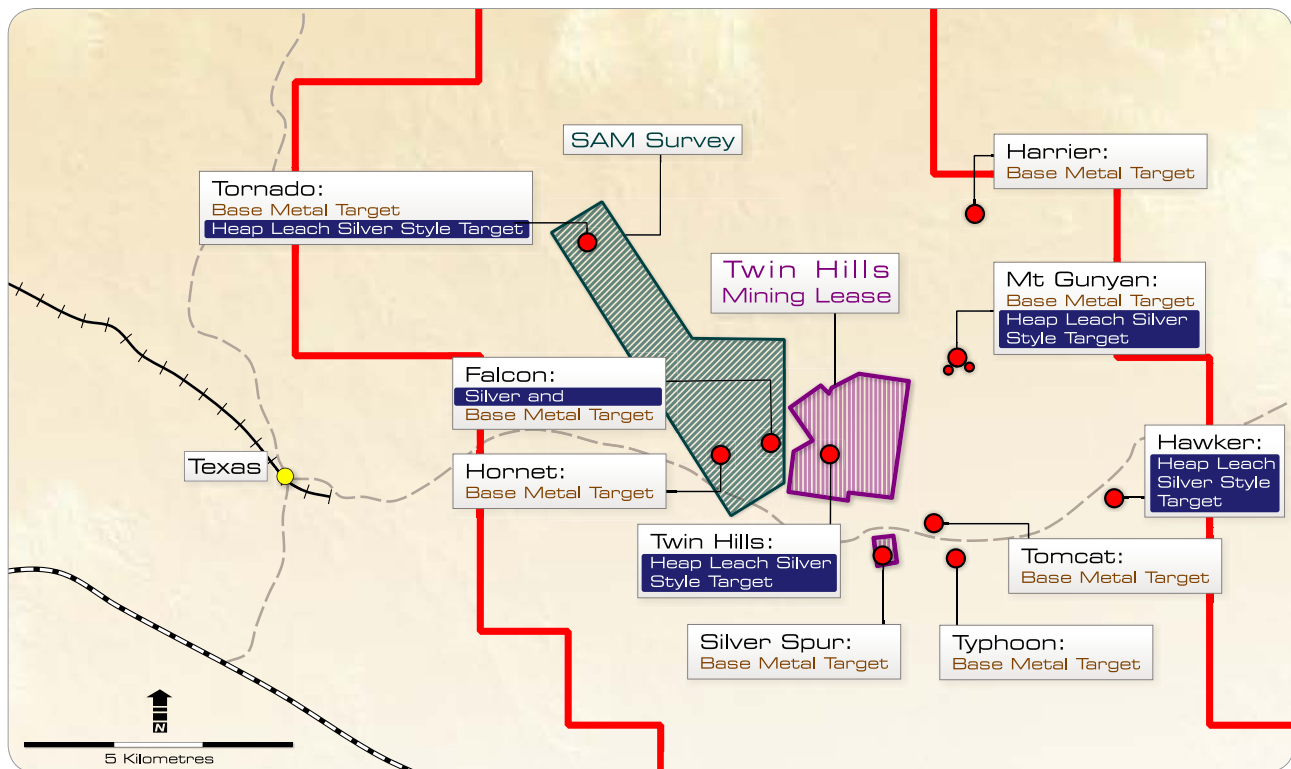 SAM Survey
Harrier:
Base Metal Target
Tornado:
Base Metal Target
Heap Leach Silver Style Target
Twin Hills
Mining Lease
Mt Gunyan:
Base Metal Target
Heap Leach Silver
Style Target
Falcon:
Silver and
Base Metal Target
Texas
Hornet:
Base Metal Target
Hawker:
Heap Leach
Silver Style
Target
Twin Hills:
Heap Leach Silver
Style Target
Tomcat:
Base Metal Target
Silver Spur:
Base Metal Target
Typhoon:
Base Metal Target
N
5 Kilometres